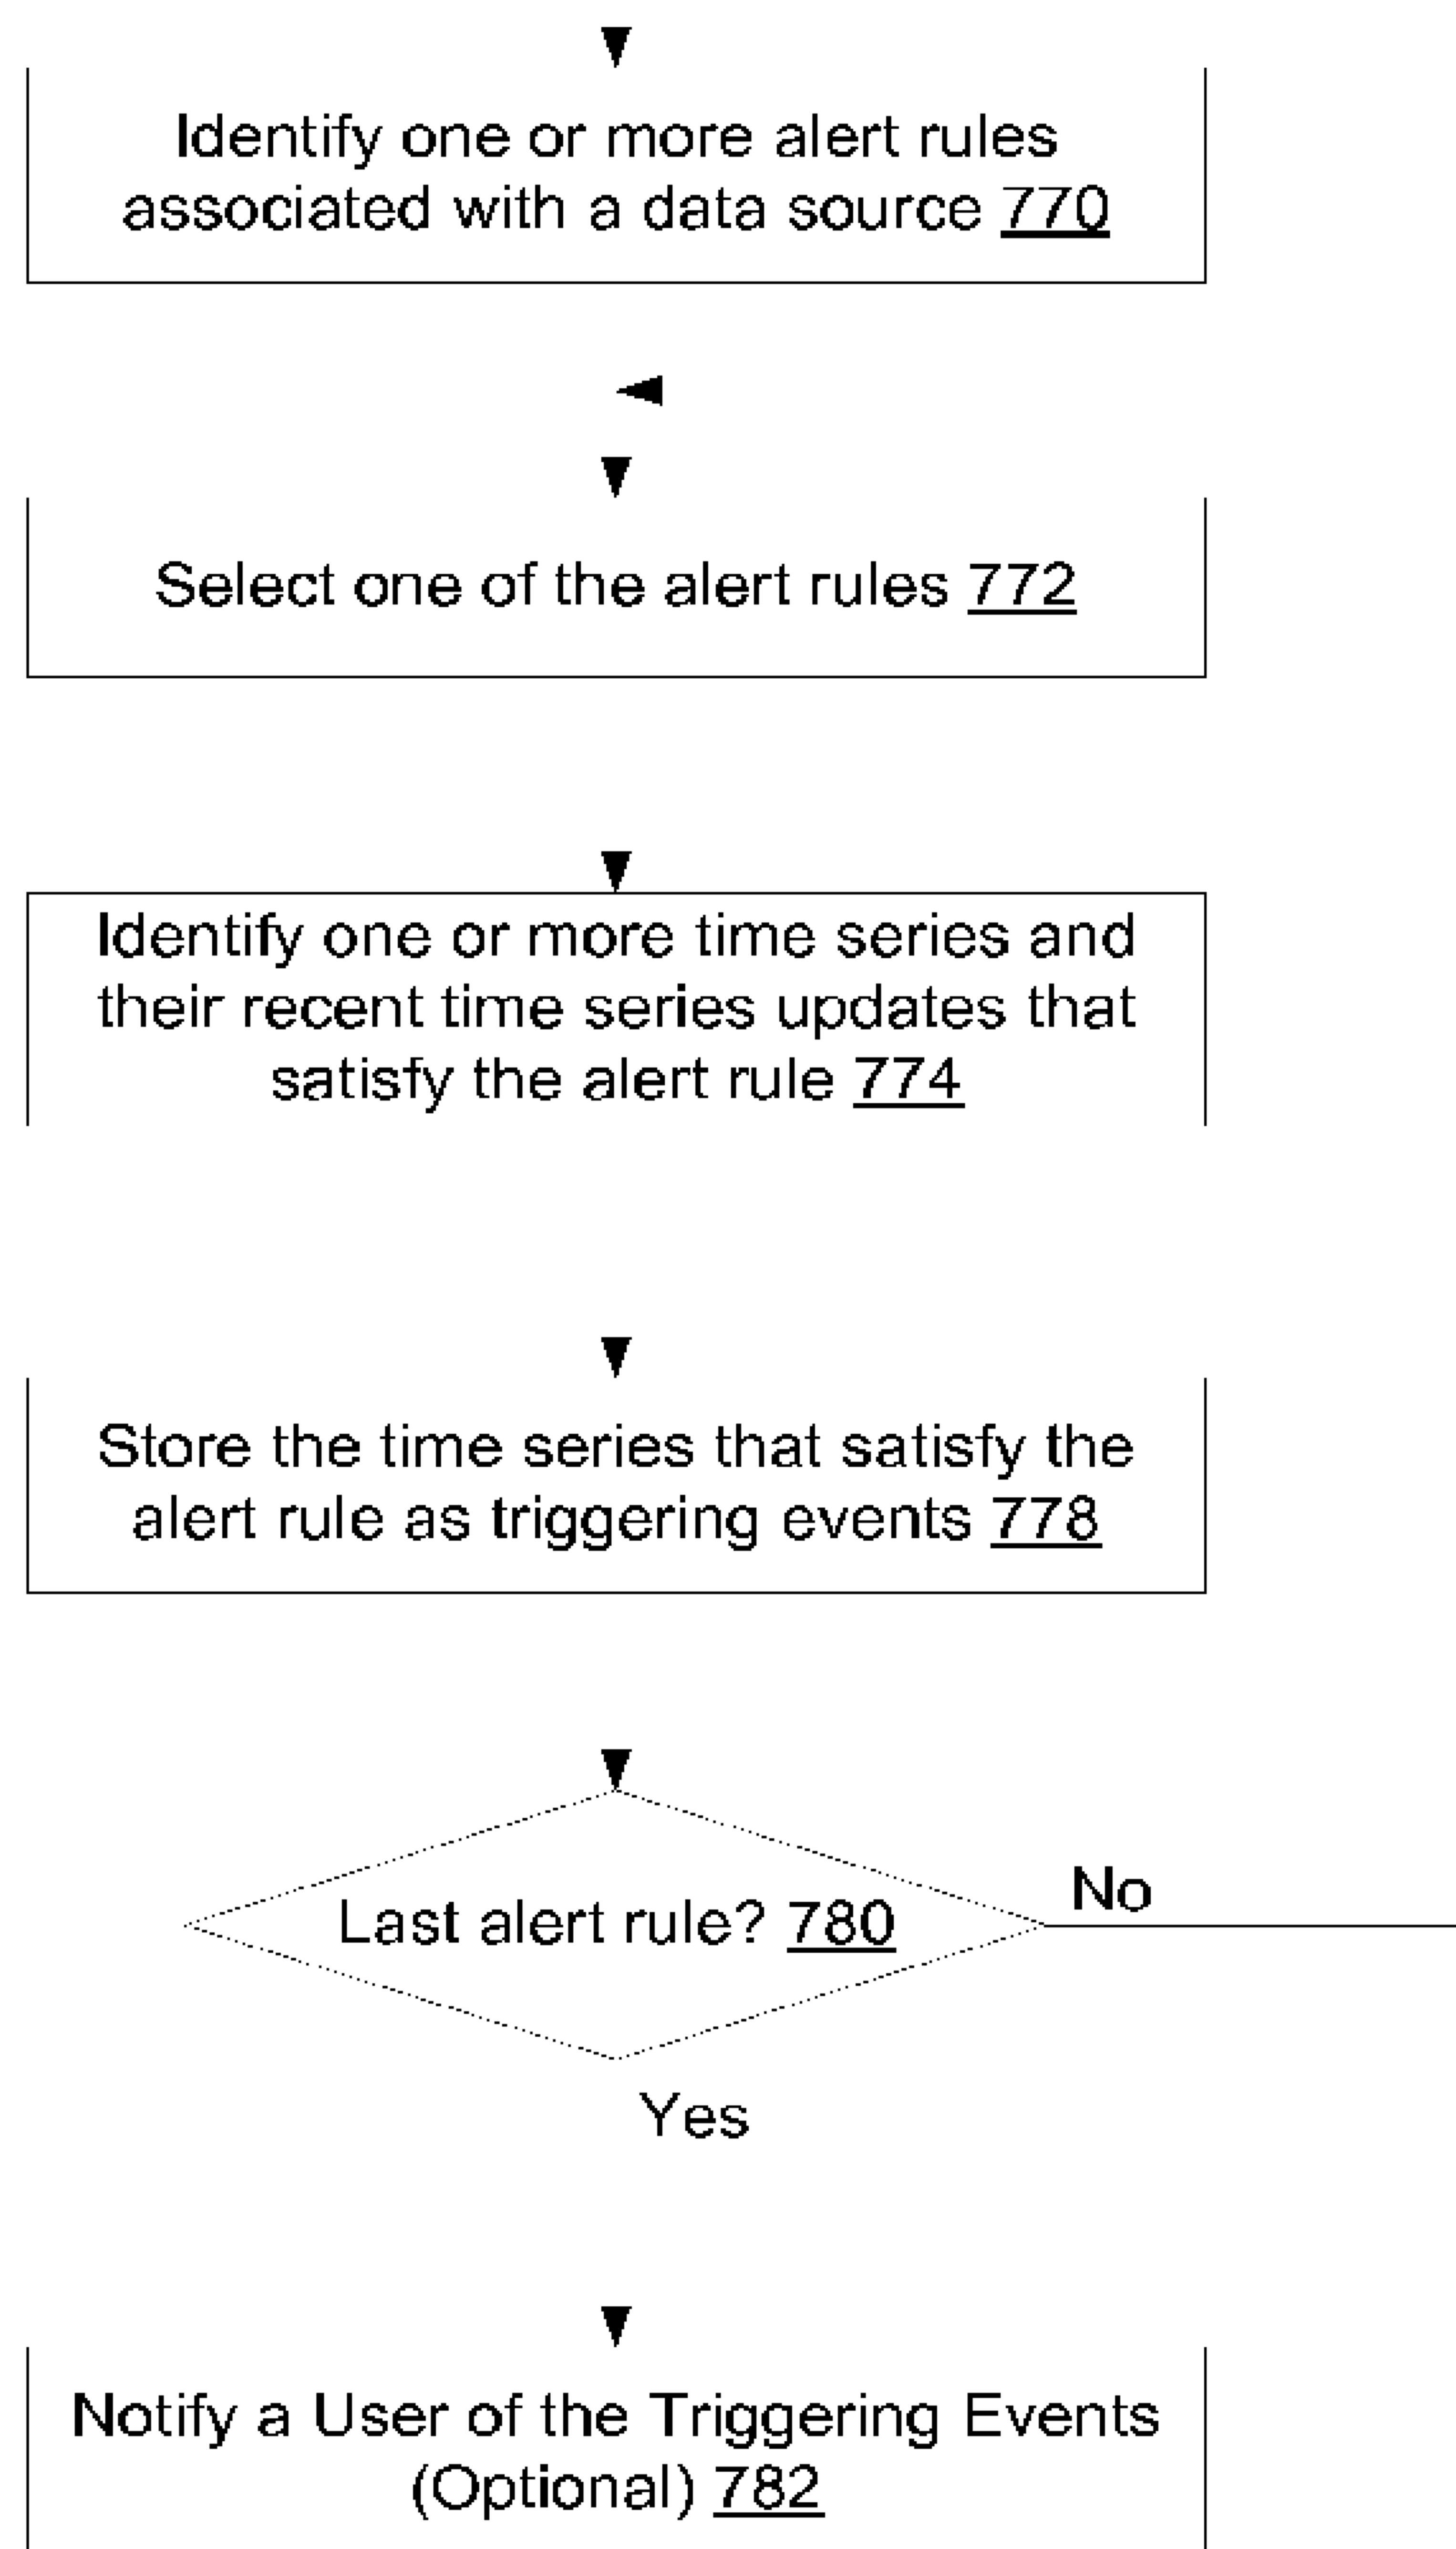 Identify one or more alert rules
associated with a data source 770
Select one of the alert rules 772
Identify one or more time series and
their recent time series updates that
satisfy the alert rule 774
Store the time series that satisfy the
alert rule as triggering events 778
Last alert rule? 780
No
Yes
Notify a User of the Triggering Events
(Optional) 782